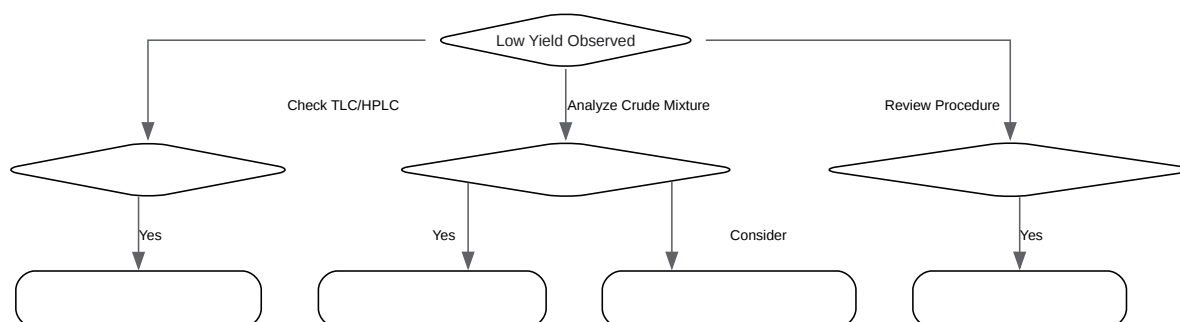 Low Yield Observed
Check TLC/HPLC
Analyze Crude Mixture
Review Procedure
Yes
Yes
Consider
Yes